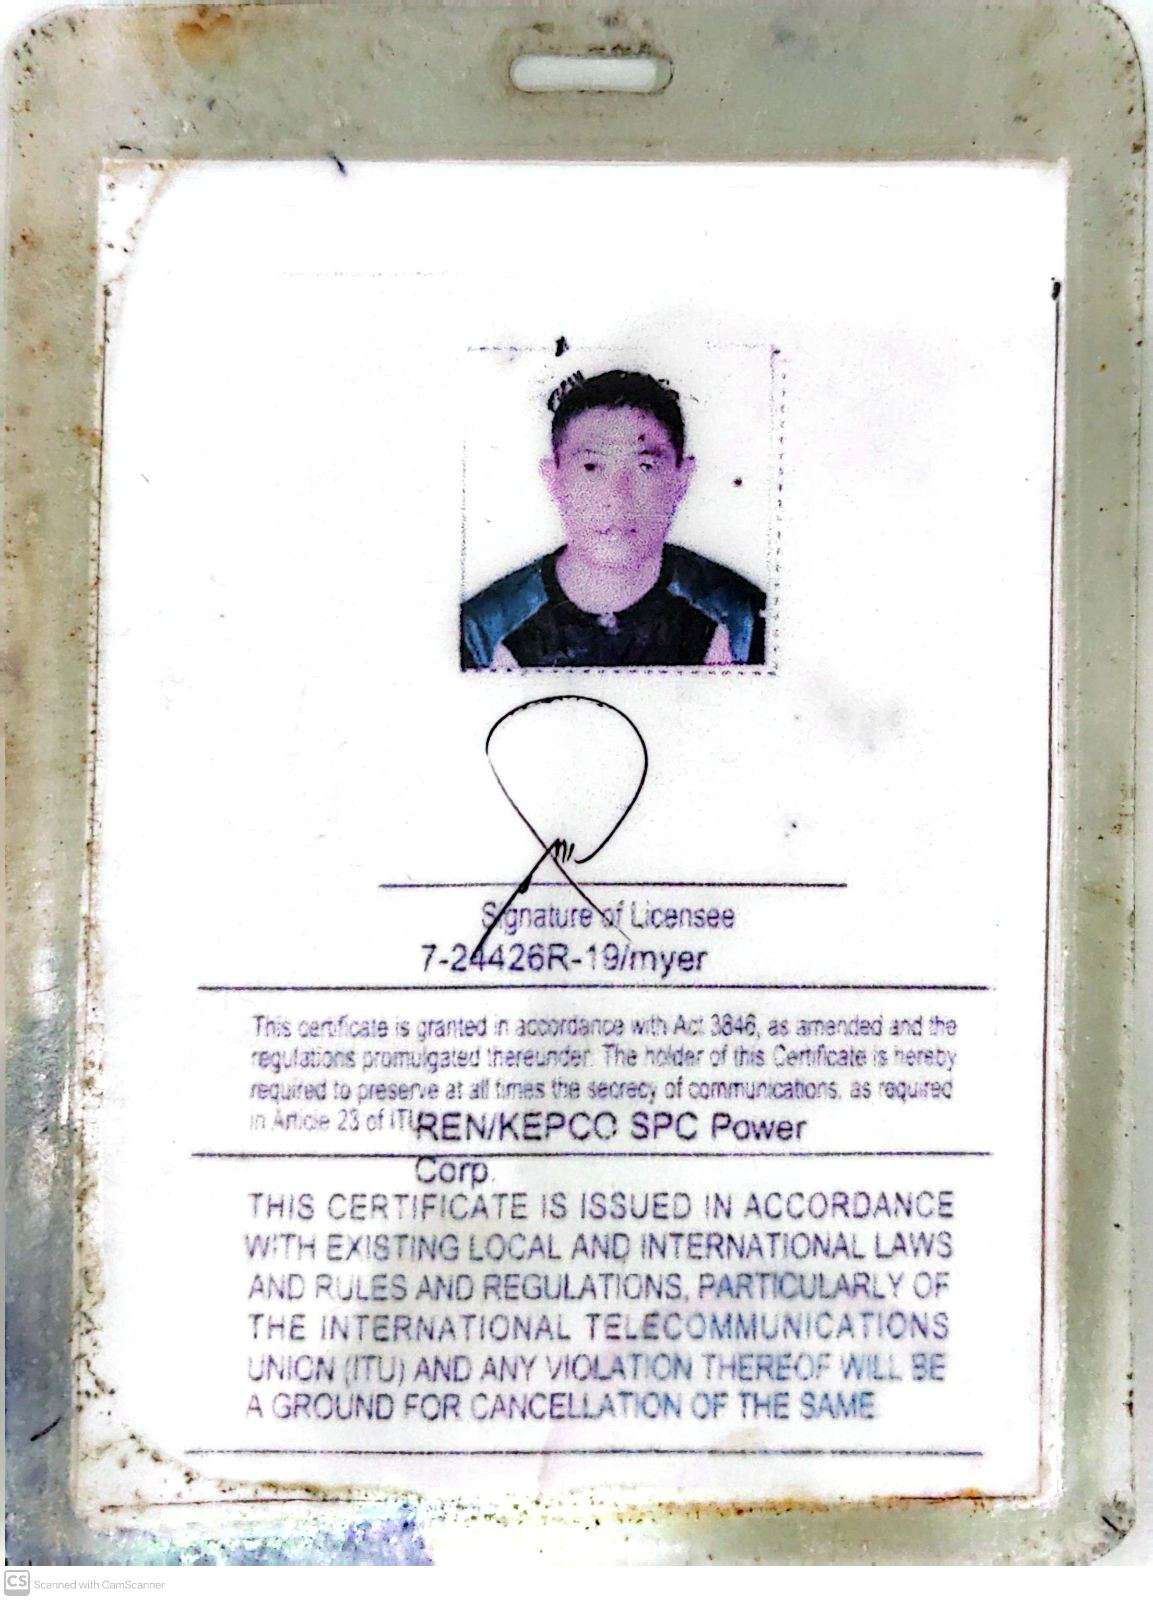 Signature of Licensee
7-24426R-19/myer
This certificate is granted in accordance with Act 3846, as amended and the
regulations promulgated thereunder. The holder of this Certificate is hereby
required to preserve at all times the secrecy of communications, as required
in Article 23 of ITU
REN/KEPCO SPC Power
Corp.
THIS CERTIFICATE IS ISSUED IN ACCORDANCE
WITH EXISTING LOCAL AND INTERNATIONAL LAWS
AND RULES AND REGULATIONS, PARTICULARLY OF
THE INTERNATIONAL TELECOMMUNICATIONS
UNION (ITU) AND ANY VIOLATION THEREOF WILL BE
A GROUND FOR CANCELLATION OF THE SAME
CS Scanned with CamScanner